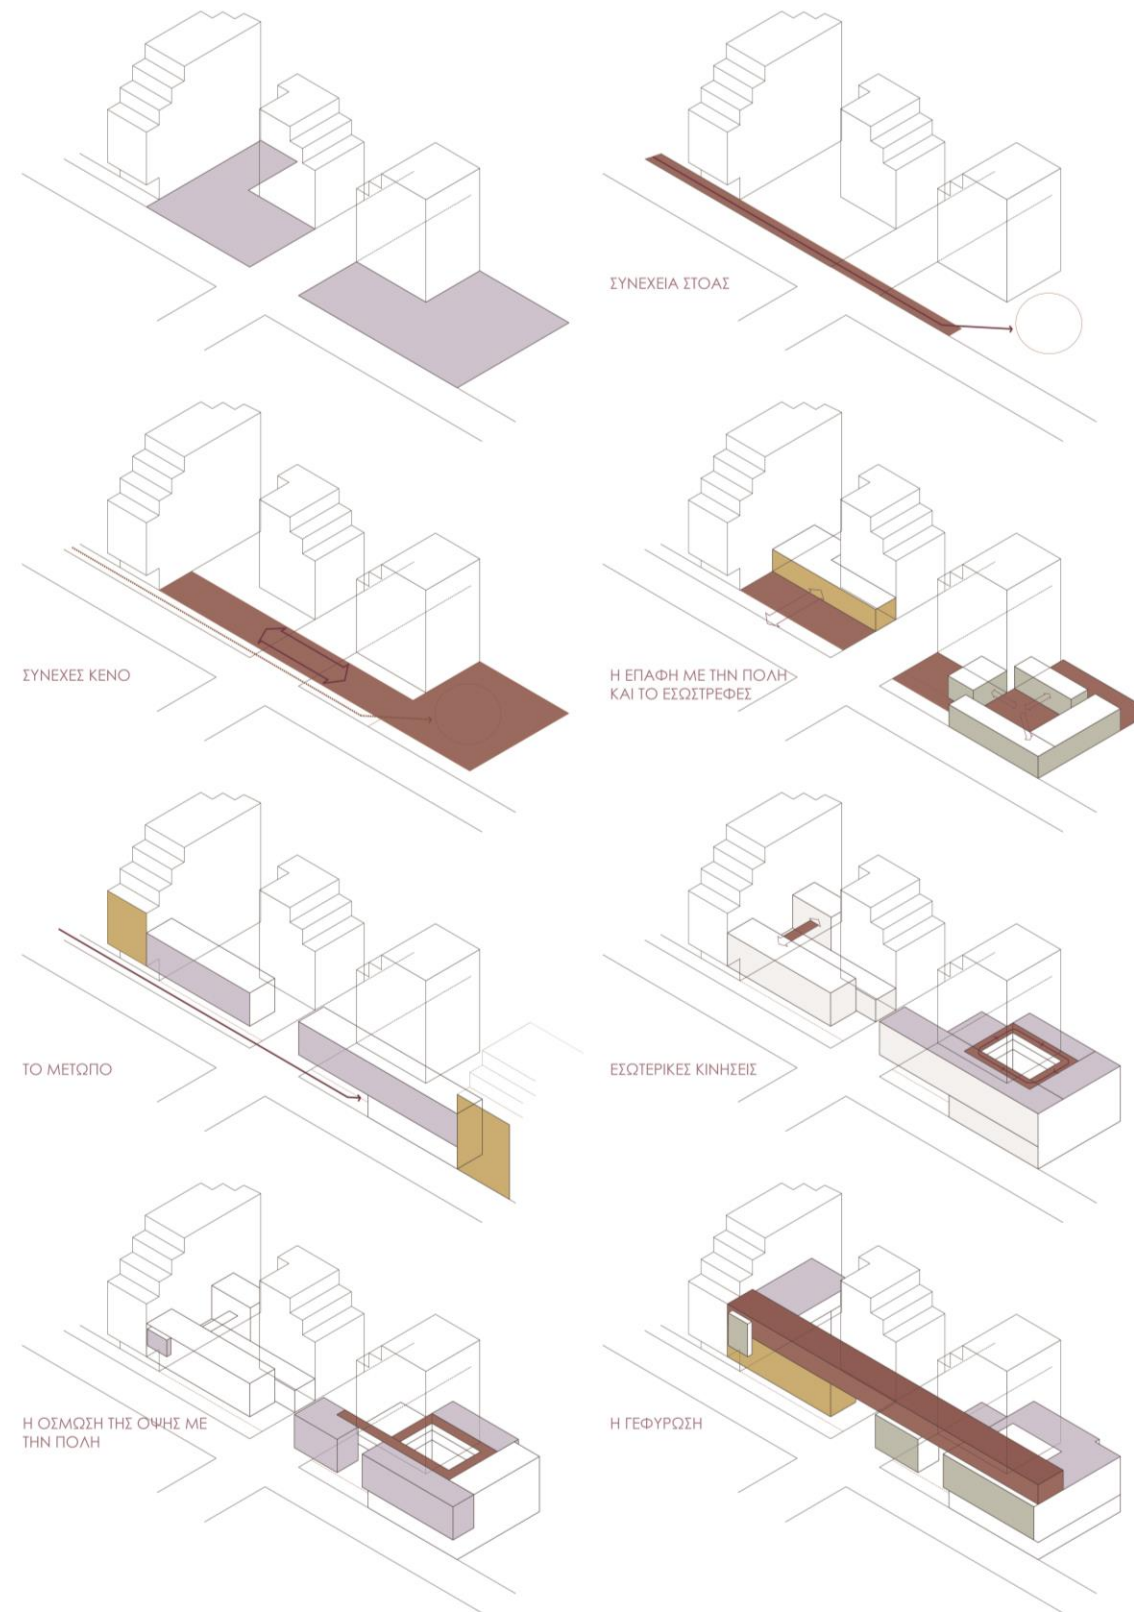 ΣΥΝΕΧΕΙΑ ΣΤΟΑΣ
ΣΥΝΕΧΕΣ ΚΕΝΟ
Η ΕΠΑΦΗ ΜΕ ΤΗΝ ΠΟΛΗ
ΚΑΙ ΤΟ ΕΣΩΣΤΡΕΦΕΣ
ΤΟ ΜΕΤΩΠΟ
ΕΣΩΤΕΡΙΚΕΣ ΚΙΝΗΣΕΙΣ
Η ΟΣΜΩΣΗ ΤΗΣ ΟΨΗΣ ΜΕ
ΤΗΝ ΠΟΛΗ
Η ΓΕΦΥΡΩΣΗ